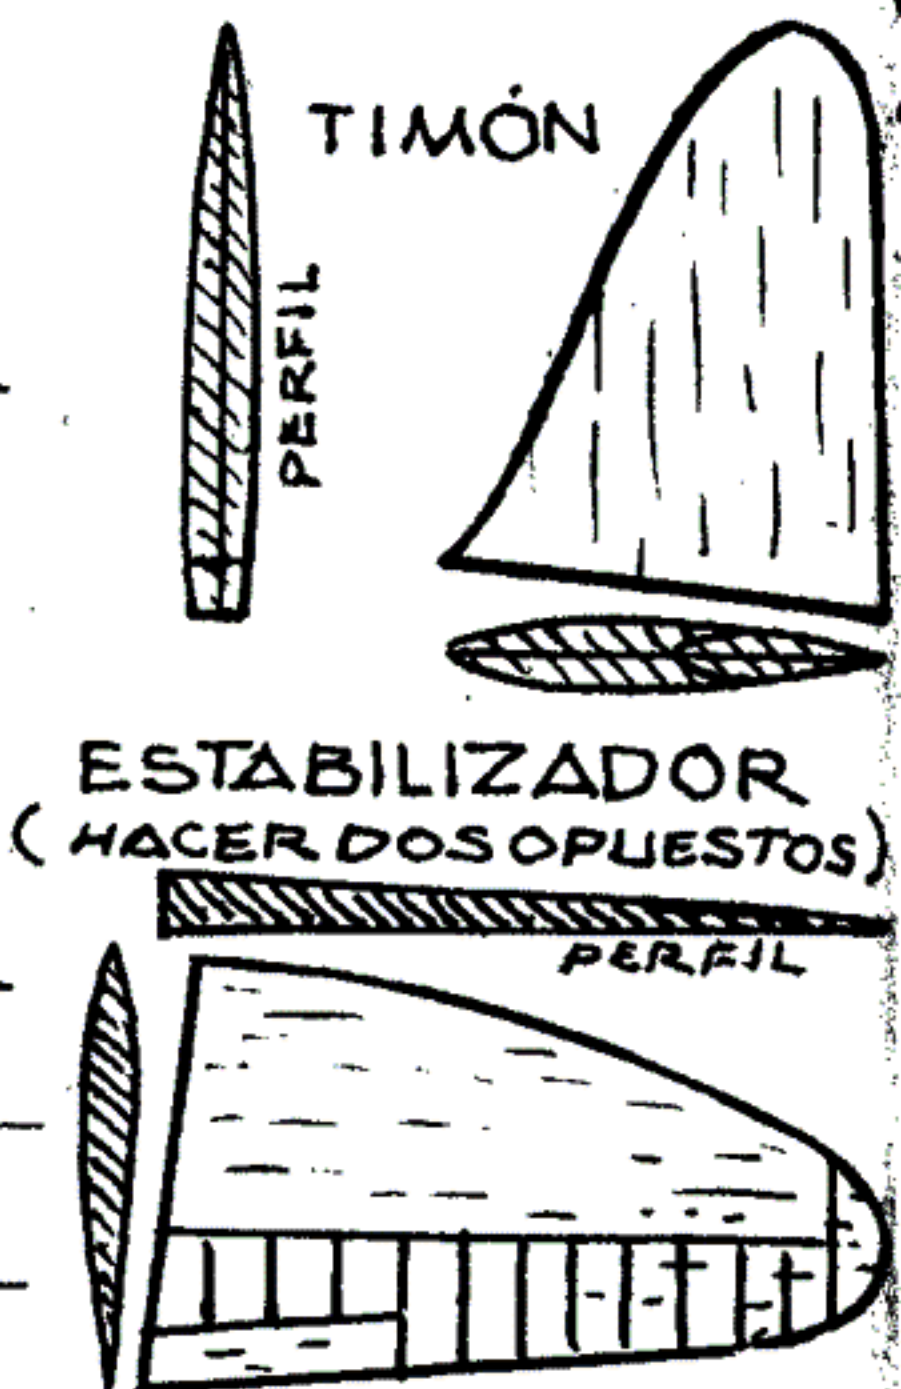 TIMÓN
PERFIL
ESTABILIZADOR
(HACER DOS OPUESTOS)
PERFIL